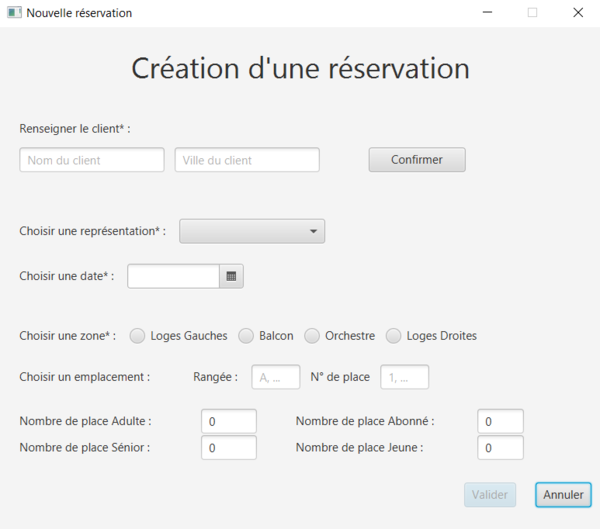 Nouvelle réservation
Création d'une réservation
Renseigner le client* :
Nom du client Ville du client Confirmer
Choisir une représentation* :
Choisir une date* :
Choisir une zone* : Loges Gauches Balcon Orchestre Loges Droites
Choisir un emplacement : Rangée : A, ... N° de place 1, ...
Nombre de place Adulte : 0 Nombre de place Abonné : 0
Nombre de place Sénior : 0 Nombre de place Jeune : 0
Valider Annuler